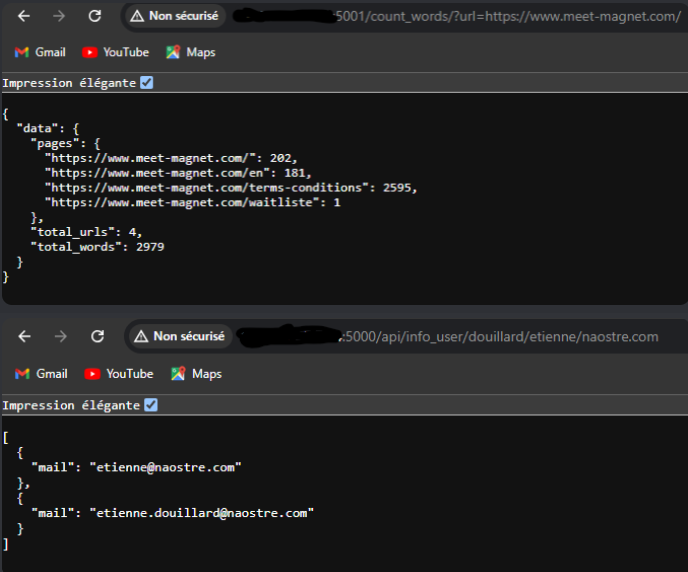 Non sécurisé :5001/count_words/?url=https://www.meet-magnet.com/
Gmail YouTube Maps
Impression élégante
{
"data": {
"pages": {
"https://www.meet-magnet.com/": 202,
"https://www.meet-magnet.com/en": 181,
"https://www.meet-magnet.com/terms-conditions": 2595,
"https://www.meet-magnet.com/waitliste": 1
},
"total_urls": 4,
"total_words": 2979
}
}
Non sécurisé :5000/api/info_user/douillard/etienne/naostre.com
Gmail YouTube Maps
Impression élégante
[
{
"mail": "etienne@naostre.com"
},
{
"mail": "etienne.douillard@naostre.com"
}
]